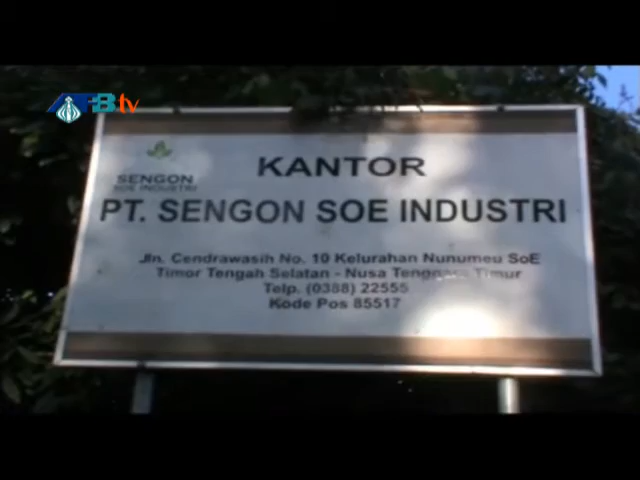 Btv
SENGON
SOE INDUSTRI
KANTOR
PT. SENGON SOE INDUSTRI
Jln. Cendrawasih No. 10 Kelurahan Nunumeu SoE
Timor Tengah Selatan - Nusa Tenggara Timur
Telp. (0388) 22555
Kode Pos 85517